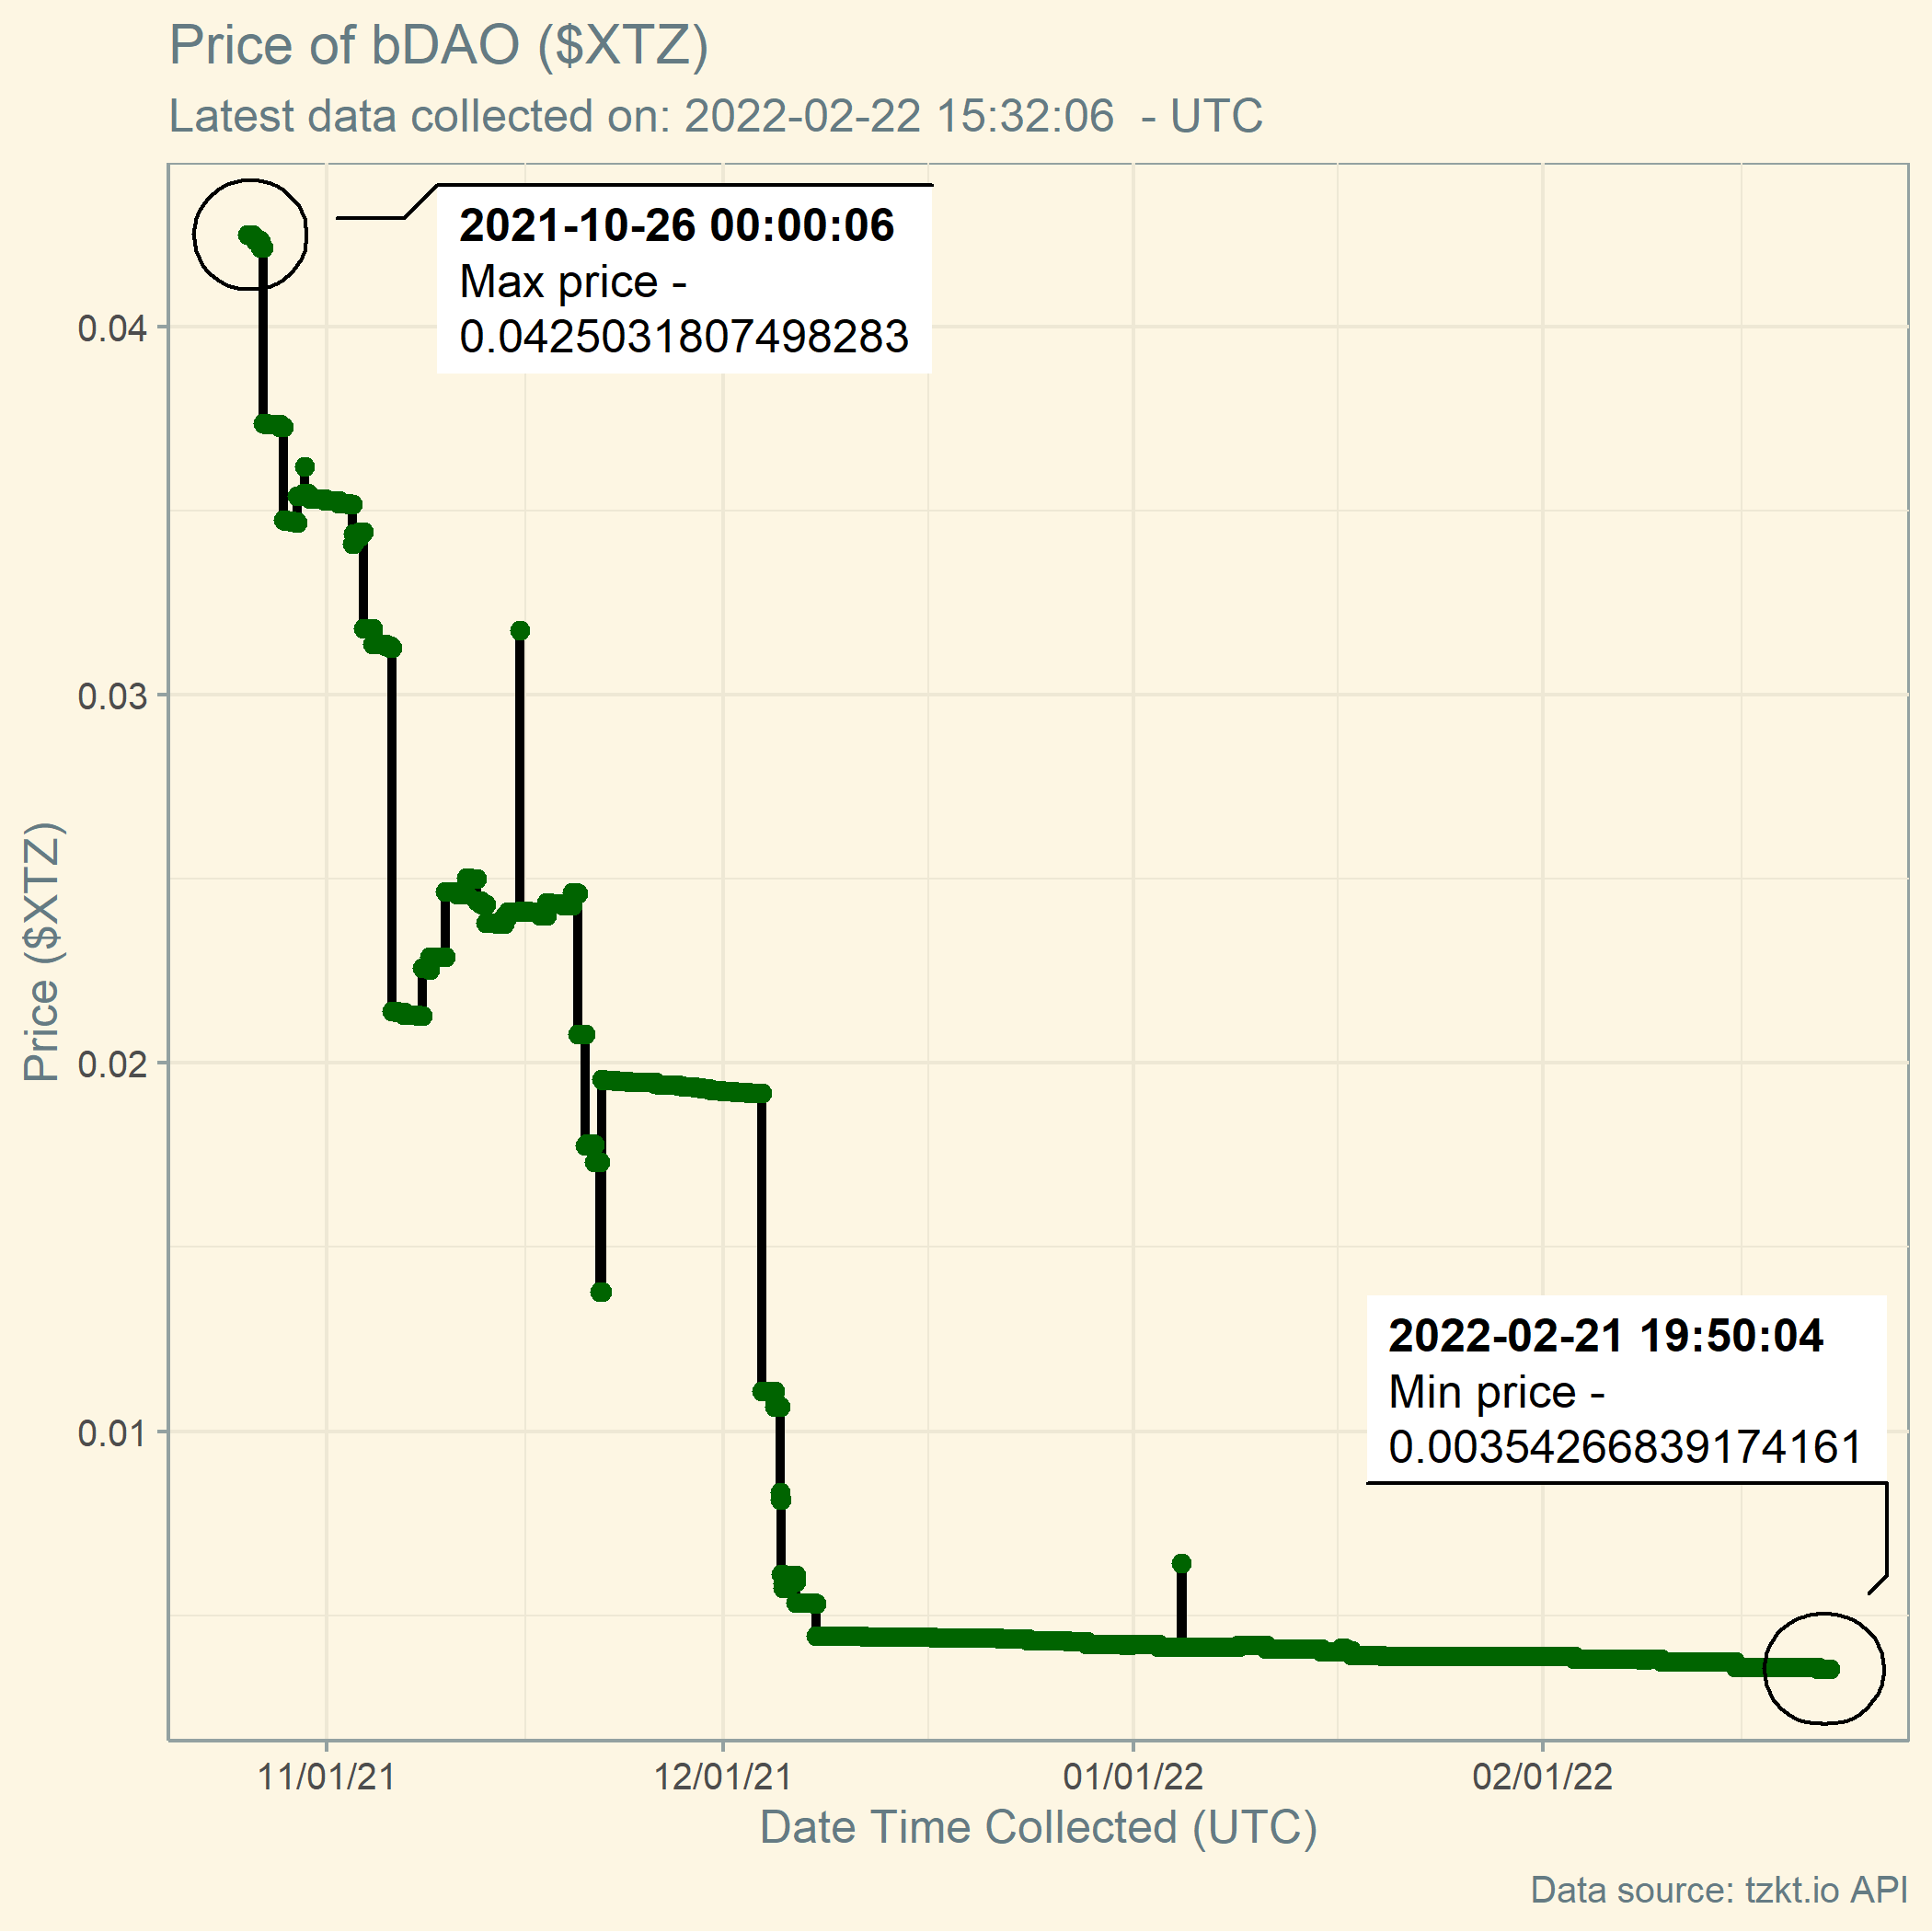 Price of bDAO ($XTZ)
Latest data collected on: 2022-02-22 15:32:06  - UTC
2021-10-26 00:00:06
Max price -
0.0425031807498283
0.04
0.03
Price ($XTZ)
0.02
2022-02-21 19:50:04
Min price -
0.00354266839174161
0.01
11/01/21
12/01/21
01/01/22
02/01/22
Date Time Collected (UTC)
Data source: tzkt.io API